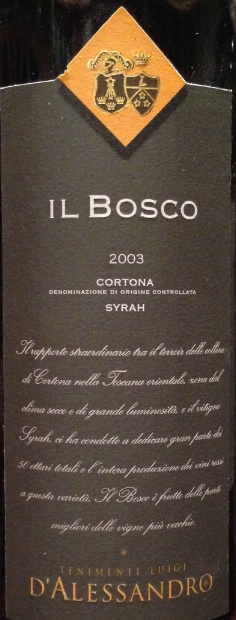 IL BOSCO
2003
CORTONA
DENOMINAZIONE DI ORIGINE CONTROLLATA
SYRAH
Il rapporto straordinario tra il terroir delle colline
di Cortona nella Toscana orientale, zona dal
clima secco e di grande luminosità, e il vitigno
Syrah, ci ha condotto a dedicare gran parte dei
50 ettari totali e l'intera produzione dei vini rossi
a questa varietà. Il Bosco è frutto delle parti
migliori delle vigne più vecchie.
TENIMENTI LUIGI
D'ALESSANDRO